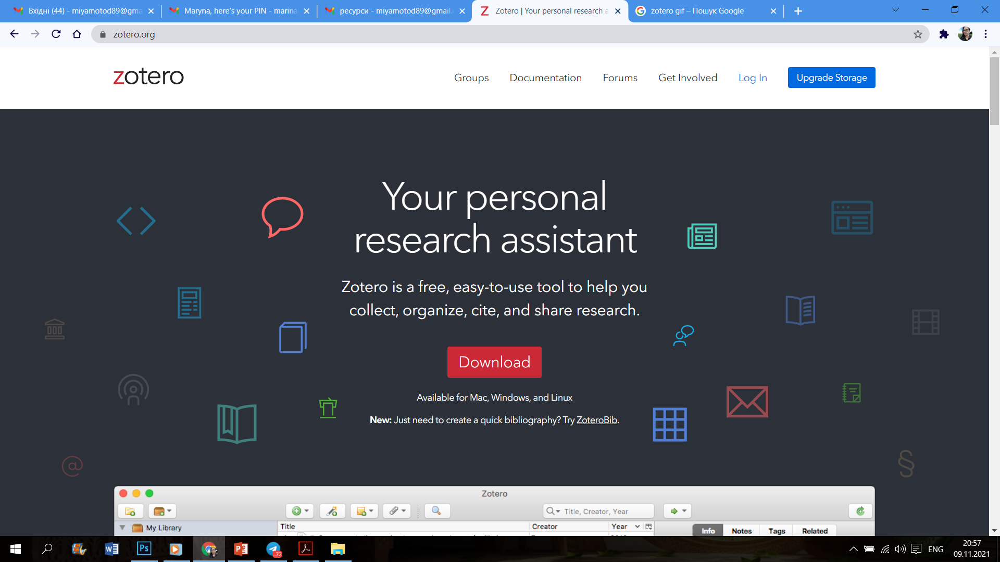 Вхідні (44) - miyamotod89@gma
Maryna, here's your PIN - marina
ресурси - miyamotod89@gmail.
Zotero | Your personal research a
zotero gif – Пошук Google
zotero.org
zotero
Groups
Documentation
Forums
Get Involved
Log In
Upgrade Storage
Your personal
research assistant
Zotero is a free, easy-to-use tool to help you
collect, organize, cite, and share research.
Download
Available for Mac, Windows, and Linux
New: Just need to create a quick bibliography? Try ZoteroBib.
Zotero
Title, Creator, Year
My Library
Title
Creator
Year
Info
Notes
Tags
Related
72
ENG
20:57
09.11.2021